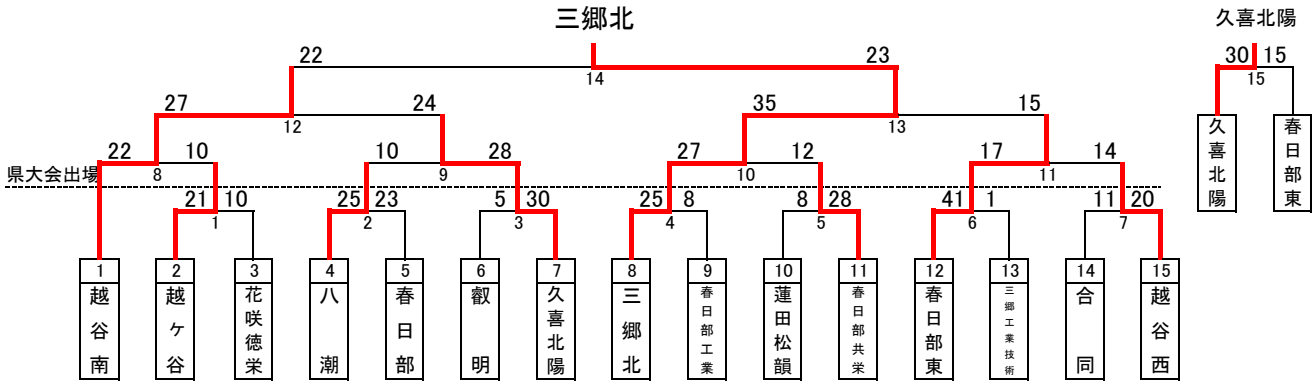 三郷北 久喜北陽
22 23 30 15
14 15
27 24 35 15
12 13
22 10 10 28 27 12 17 14
8 9 10 11
県大会出場
21 10 25 23 5 30 25 8 8 28 41 1 11 20
1 2 3 4 5 6 7
1 2 3 4 5 6 7 8 9 10 11 12 13 14 15
越谷南
越ケ谷
花咲徳栄
八潮
春日部
叡明
久喜北陽
三郷北
春日部工業
蓮田松韻
春日部共栄
春日部東
三郷工業技術
合同
越谷西
久喜北陽
春日部東